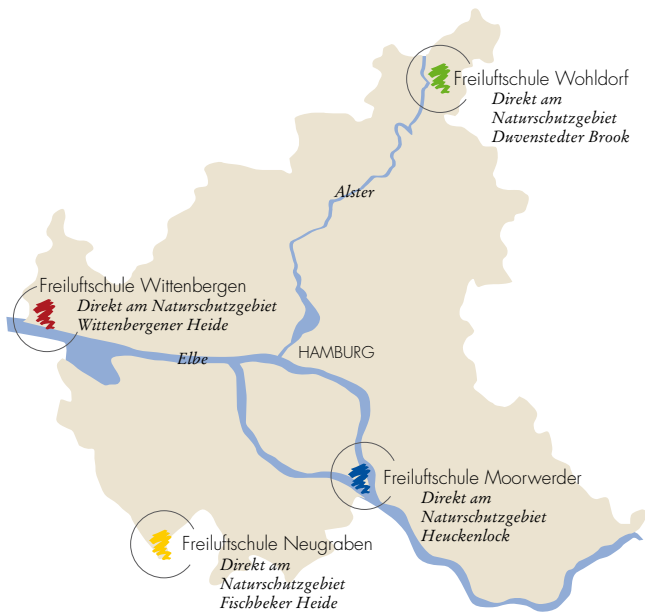 Freiluftschule Wohldorf
Direkt am
Naturschutzgebiet
Duvenstedter Brook
Alster
Freiluftschule Wittenbergen
Direkt am Naturschutzgebiet
Wittenbergener Heide
Elbe
HAMBURG
Freiluftschule Moorwerder
Direkt am
Naturschutzgebiet
Heuckenlock
Freiluftschule Neugraben
Direkt am
Naturschutzgebiet
Fischbeker Heide